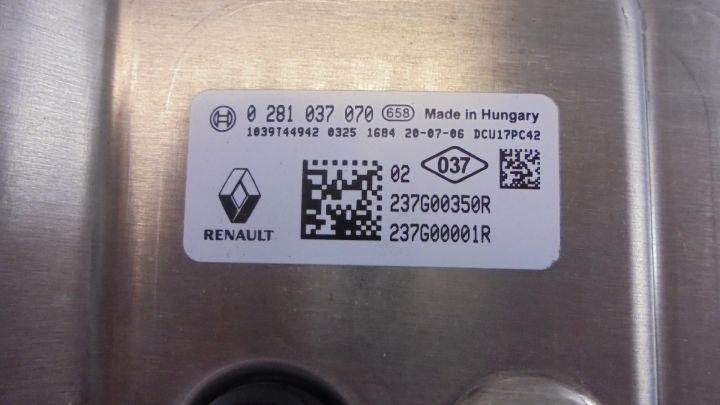 0 281 037 070 658 Made in Hungary
1039T44942 0325 1684 20-07-06 DCU17PC42
02 037
237G00350R
RENAULT 237G00001R